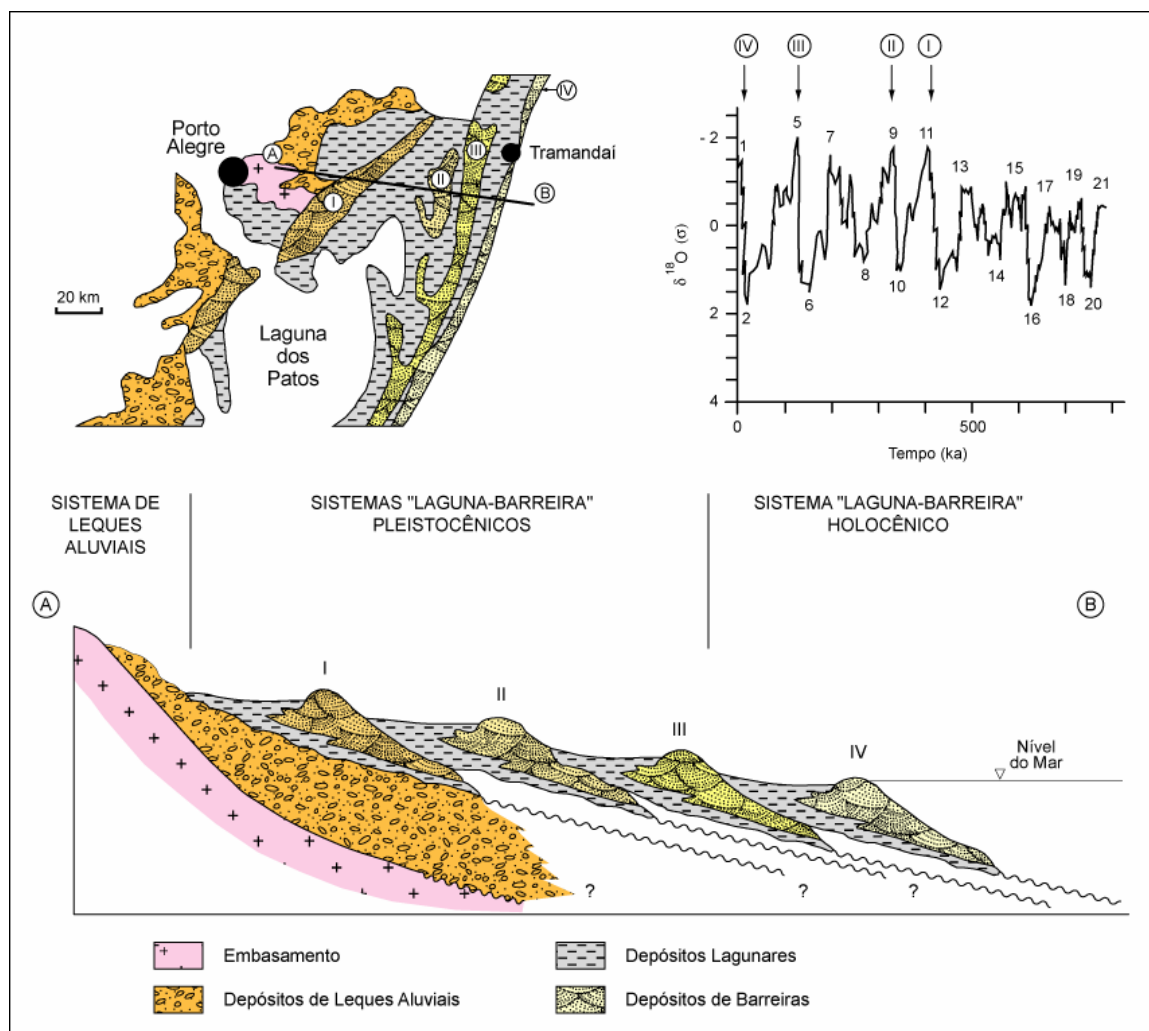 Porto
Alegre
A
I
II
III
IV
Tramandaí
B
20 km
Laguna
dos
Patos
IV III II I
- 2
0
2
4
δ 18O (σ)
1
2
5
6
7
8
9
10
11
12
13
14
15
16
17
18
19
20
21
0 500
Tempo (ka)
SISTEMA DE
LEQUES
ALUVIAIS
SISTEMAS "LAGUNA-BARREIRA"
PLEISTOCÊNICOS
SISTEMA "LAGUNA-BARREIRA"
HOLOCÊNICO
A
B
I
II
III
IV
Nível
do Mar
? ? ?
Embasamento
Depósitos Lagunares
Depósitos de Leques Aluviais
Depósitos de Barreiras